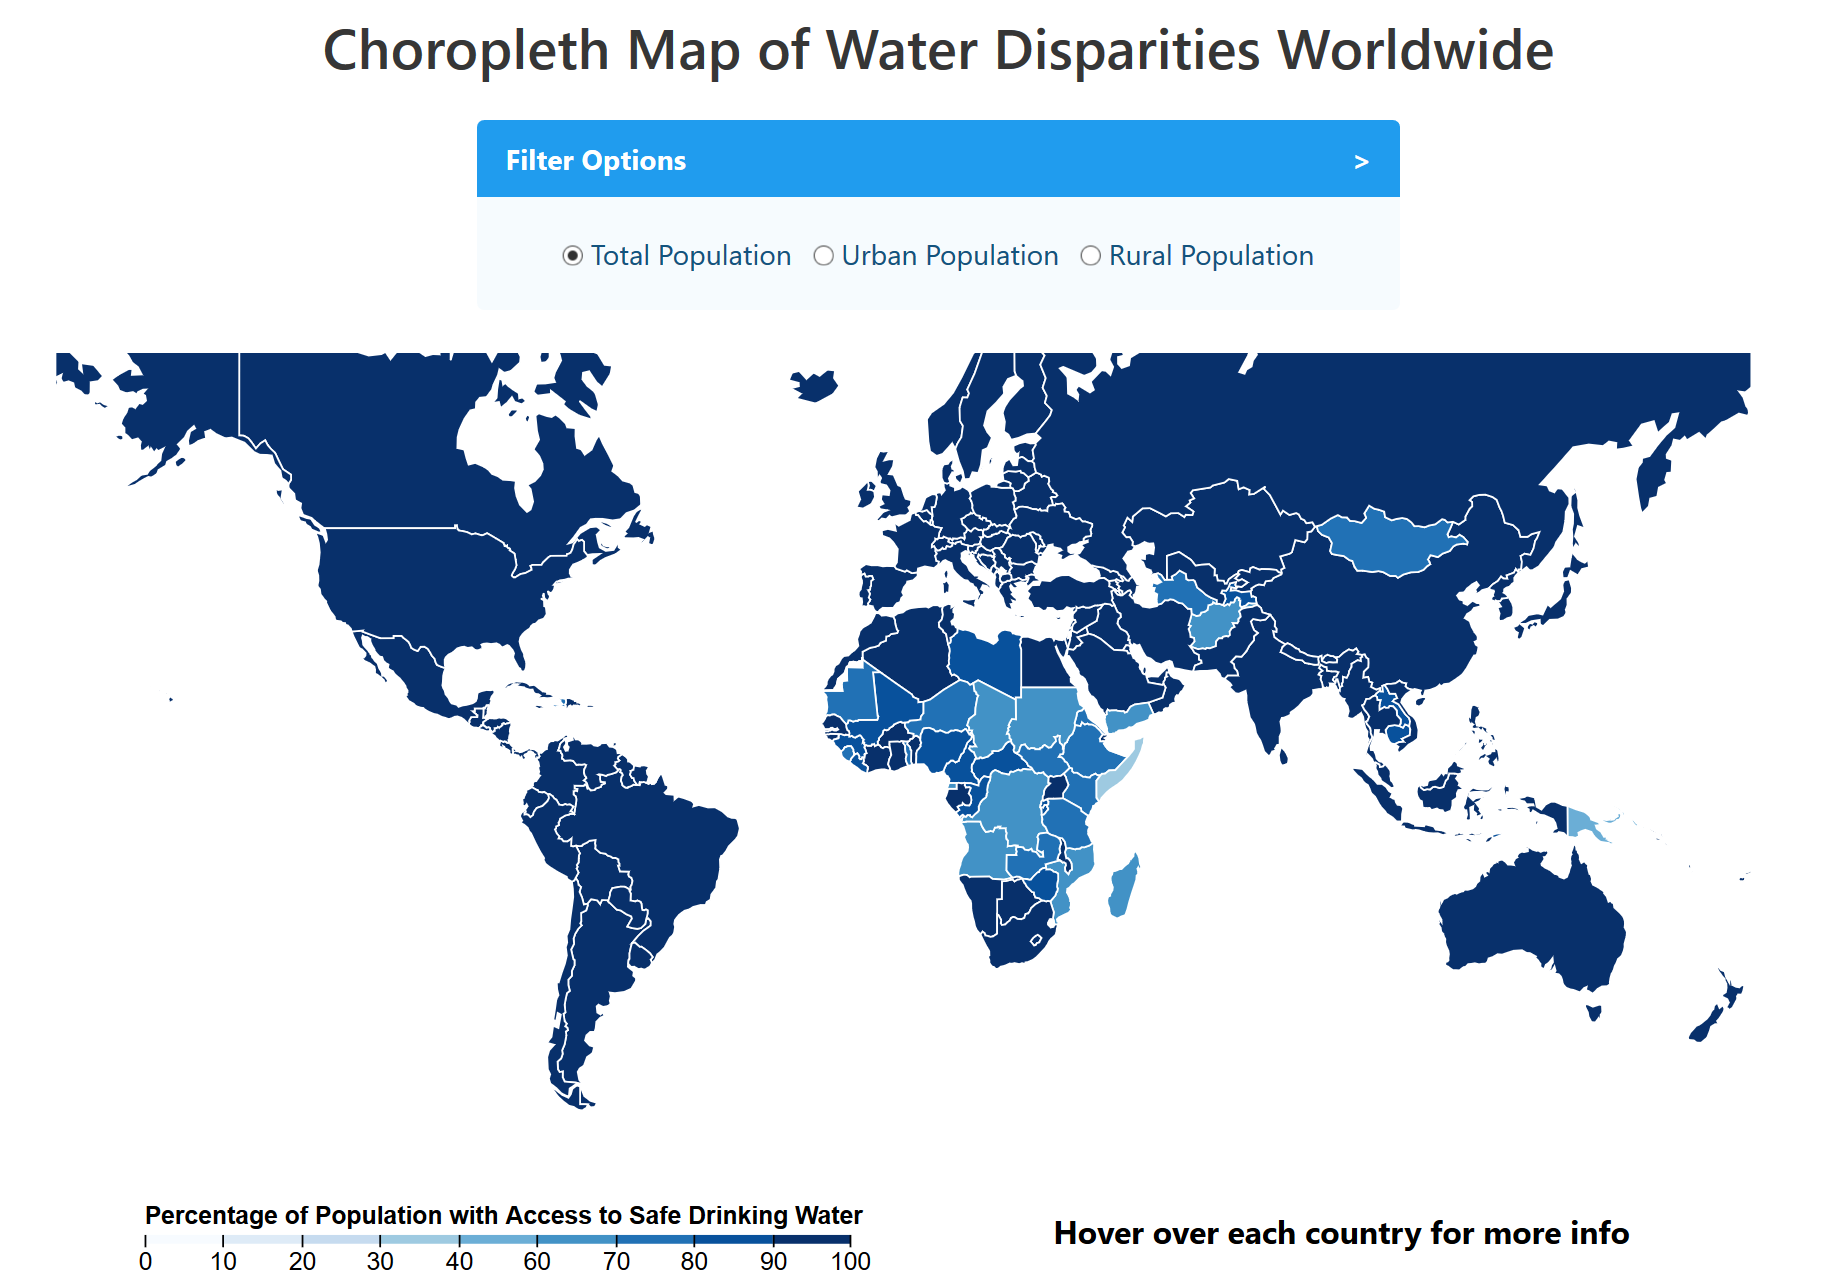 Choropleth Map of Water Disparities Worldwide
Filter Options >
Total Population Urban Population Rural Population
Percentage of Population with Access to Safe Drinking Water
0 10 20 30 40 50 60 70 80 90 100
Hover over each country for more info